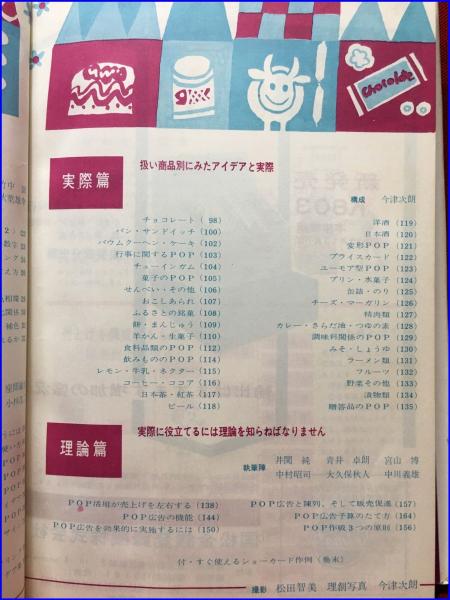 Chocolate
実際篇
扱い商品別にみたアイデアと実際
構成 今津次朗
チョコレート (98)
パン・サンドイッチ (100)
バウムクーヘン・ケーキ (102)
行事に関するPOP (103)
チューインガム (104)
菓子のPOP (105)
せんべい・その他 (106)
おこしあられ (107)
ふるさとの銘菓 (108)
餅・まんじゅう (109)
羊かん・生菓子 (110)
食料品類のPOP (112)
飲みもののPOP (114)
レモン・牛乳・ネクター (115)
コーヒー・ココア (116)
日本茶・紅茶 (117)
ビール (118)
洋酒 (119)
日本酒 (120)
変形POP (121)
プライスカード (122)
ユーモア型POP (123)
プリン・氷菓子 (124)
缶詰・のり (125)
チーズ・マーガリン (126)
精肉類 (127)
カレー・さらだ油・つゆの素 (128)
調味料関係のPOP (129)
みそ・しょうゆ (130)
ラーメン類 (131)
フルーツ (132)
野菜その他 (133)
漬物類 (134)
贈答品のPOP (135)
理論篇
実際に役立てるには理論を知らねばなりません
執筆陣 井関 純 青井卓朗 宮山 博
中村昭司 大久保秋人 中川義雄
POP活用が売上げを左右する (138)
POP広告の機能 (144)
POP広告を効果的に実施するには (150)
POP広告と陳列、そして販売促進 (157)
POP広告予算のたて方 (164)
POP作戦3つの原則 (156)
付・すぐ使えるショーカード作例 (巻末)
撮影 松田智美 理創写真 今津次朗